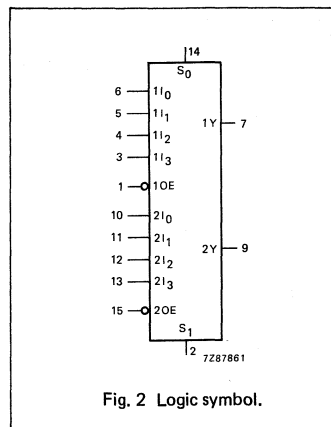 14
S₀
6 1I₀
5 1I₁
4 1I₂
3 1I₃
1 1OE
10 2I₀
11 2I₁
12 2I₂
13 2I₃
15 2OE
1Y 7
2Y 9
S₁
2
7Z87861
Fig. 2 Logic symbol.